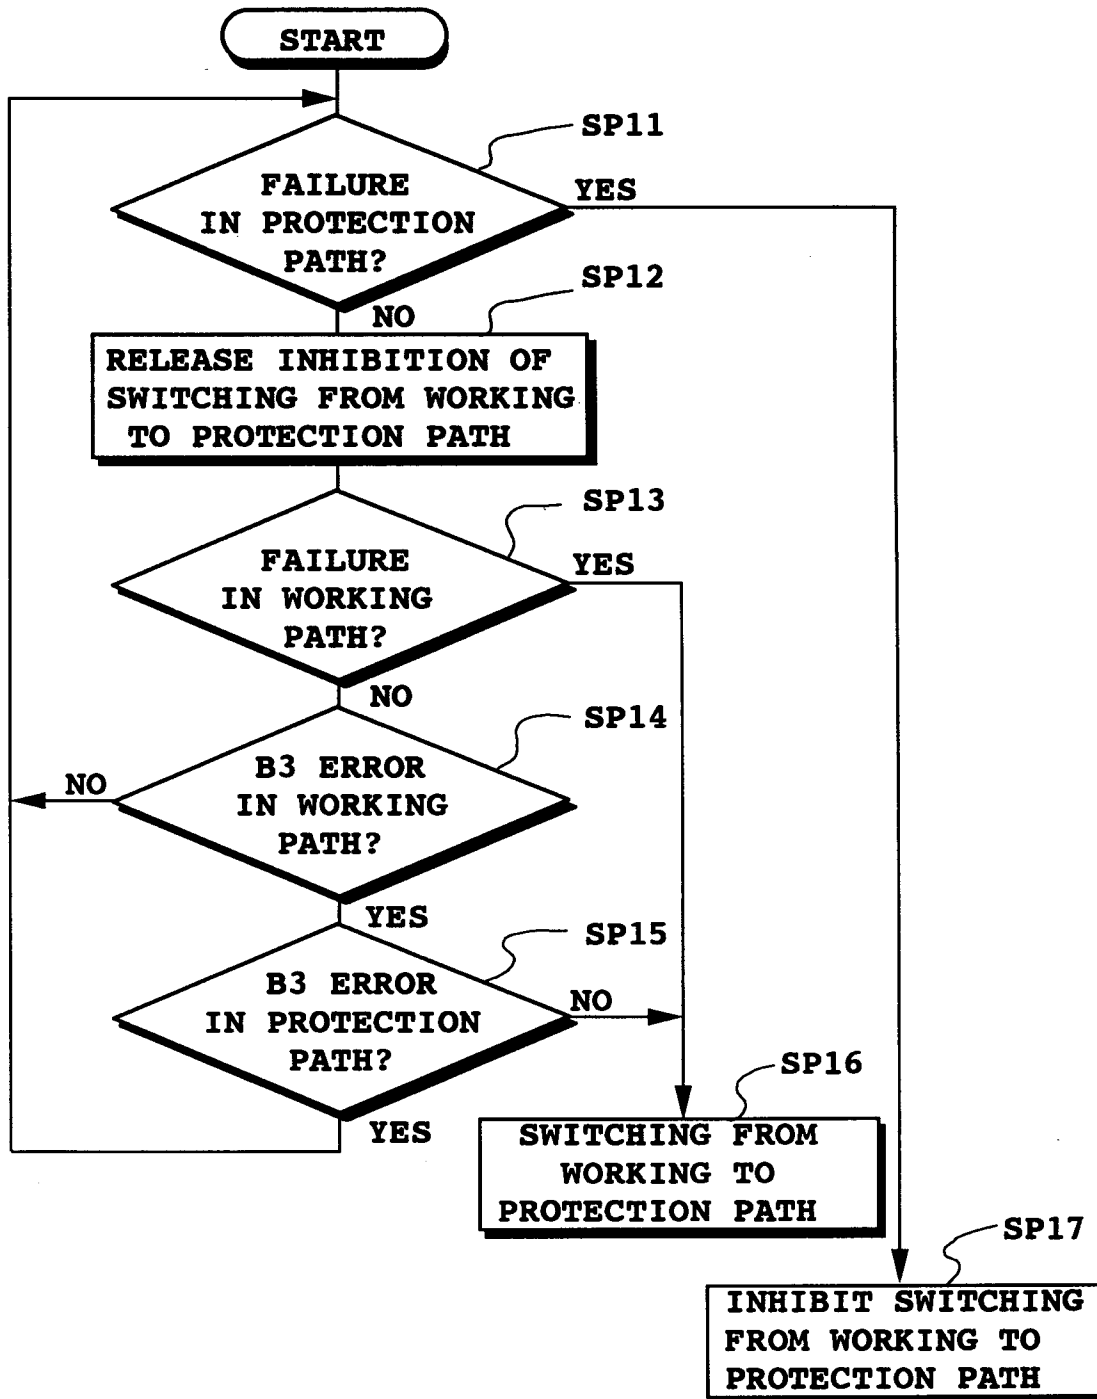 START
SP11
FAILURE
IN PROTECTION
PATH?
YES
SP12
NO
RELEASE INHIBITION OF
SWITCHING FROM WORKING
TO PROTECTION PATH
SP13
FAILURE
IN WORKING
PATH?
YES
NO
SP14
B3 ERROR
IN WORKING
PATH?
NO
YES
SP15
B3 ERROR
IN PROTECTION
PATH?
NO
YES
SP16
SWITCHING FROM
WORKING TO
PROTECTION PATH
SP17
INHIBIT SWITCHING
FROM WORKING TO
PROTECTION PATH